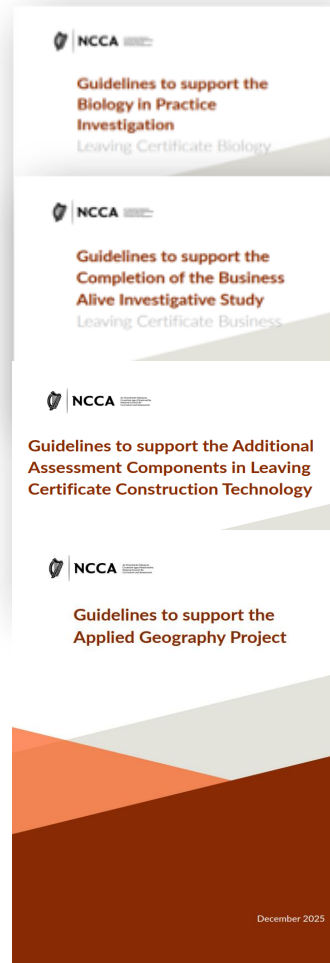 NCCA
Guidelines to support the
Biology in Practice
Investigation
Leaving Certificate Biology
NCCA
Guidelines to support the
Completion of the Business
Alive Investigative Study
Leaving Certificate Business
NCCA
Guidelines to support the Additional
Assessment Components in Leaving
Certificate Construction Technology
NCCA
Guidelines to support the
Applied Geography Project
December 2025